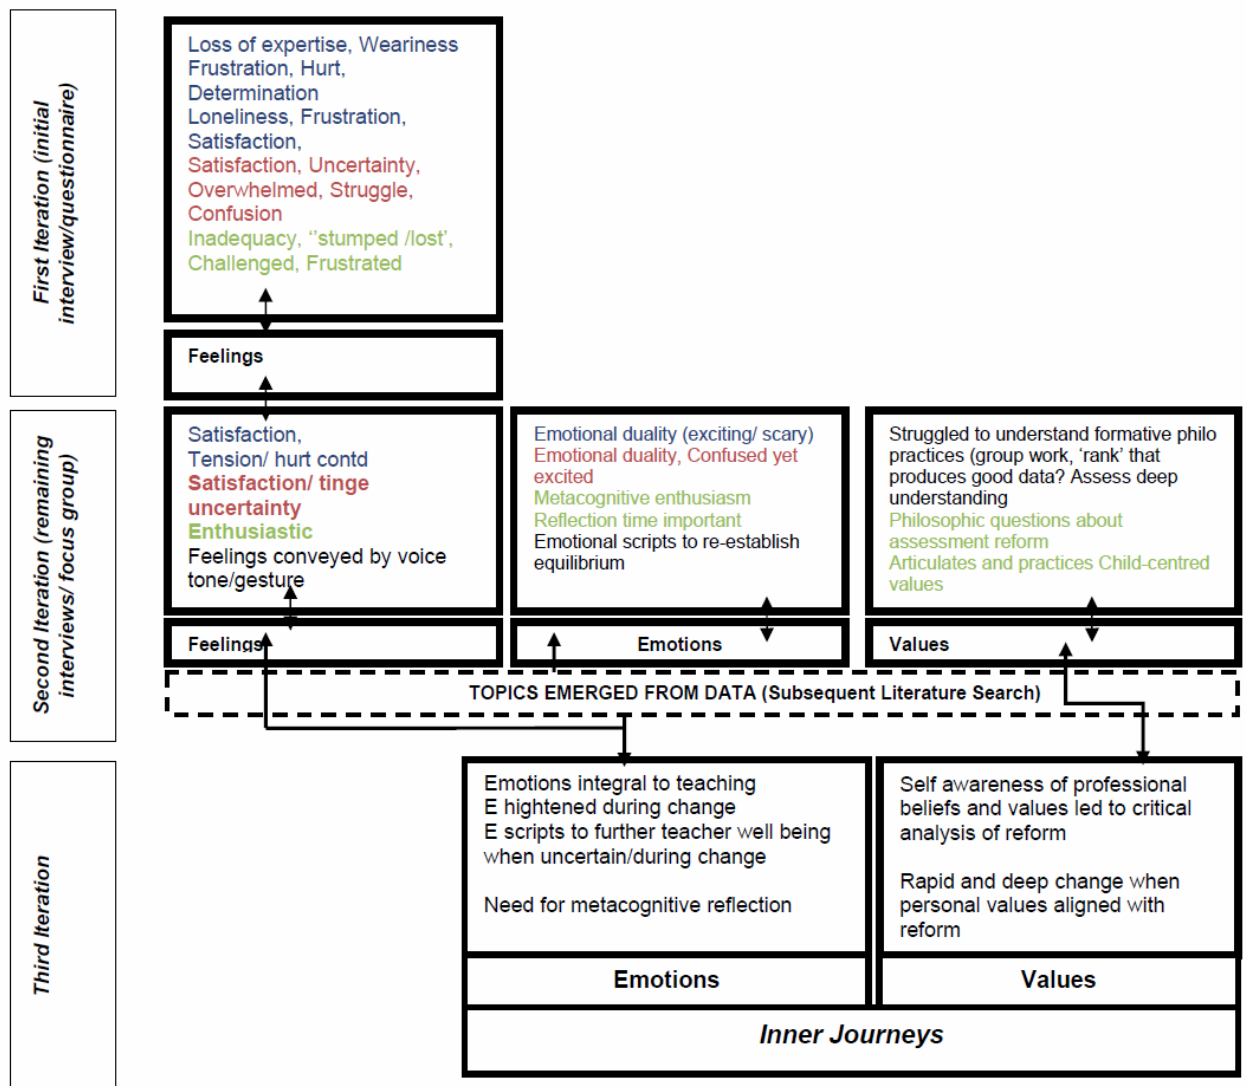 First Iteration (initial
interview/questionnaire)
Loss of expertise, Weariness
Frustration, Hurt,
Determination
Loneliness, Frustration,
Satisfaction,
Satisfaction, Uncertainty,
Overwhelmed, Struggle,
Confusion
Inadequacy, ‘'stumped /lost’,
Challenged, Frustrated
Feelings
Second Iteration (remaining
interviews/ focus group)
Satisfaction,
Tension/ hurt contd
Satisfaction/ tinge
uncertainty
Enthusiastic
Feelings conveyed by voice
tone/gesture
Feelings
Emotional duality (exciting/ scary)
Emotional duality, Confused yet
excited
Metacognitive enthusiasm
Reflection time important
Emotional scripts to re-establish
equilibrium
Emotions
Struggled to understand formative philo
practices (group work, ‘rank’ that
produces good data? Assess deep
understanding
Philosophic questions about
assessment reform
Articulates and practices Child-centred
values
Values
TOPICS EMERGED FROM DATA (Subsequent Literature Search)
Third Iteration
Emotions integral to teaching
E hightened during change
E scripts to further teacher well being
when uncertain/during change
Need for metacognitive reflection
Emotions
Self awareness of professional
beliefs and values led to critical
analysis of reform
Rapid and deep change when
personal values aligned with
reform
Values
Inner Journeys